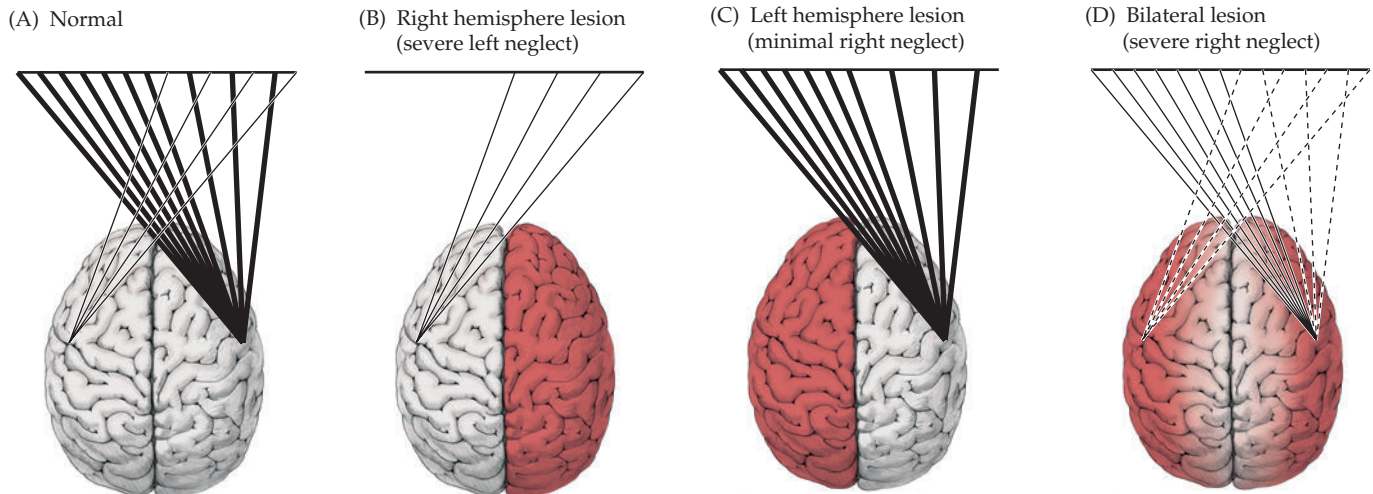 (A) Normal
(B) Right hemisphere lesion
(severe left neglect)
(C) Left hemisphere lesion
(minimal right neglect)
(D) Bilateral lesion
(severe right neglect)